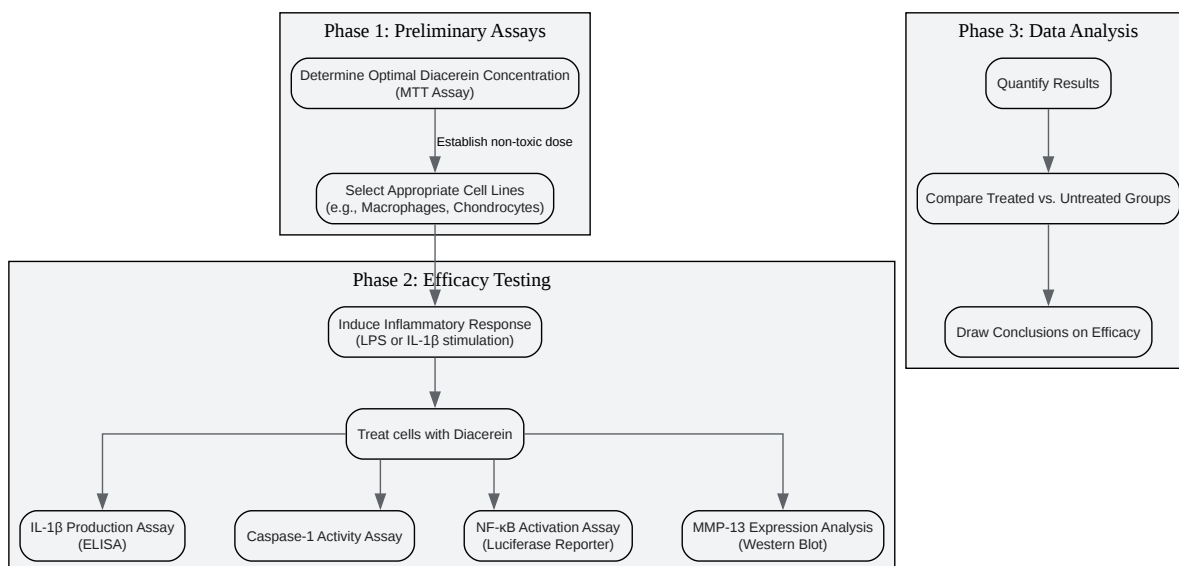 Phase 1: Preliminary Assays
Determine Optimal Diacerein Concentration
(MTT Assay)
Establish non-toxic dose
Select Appropriate Cell Lines
(e.g., Macrophages, Chondrocytes)
Phase 2: Efficacy Testing
Induce Inflammatory Response
(LPS or IL-1β stimulation)
Treat cells with Diacerein
IL-1β Production Assay
(ELISA)
Caspase-1 Activity Assay
NF-κB Activation Assay
(Luciferase Reporter)
MMP-13 Expression Analysis
(Western Blot)
Phase 3: Data Analysis
Quantify Results
Compare Treated vs. Untreated Groups
Draw Conclusions on Efficacy